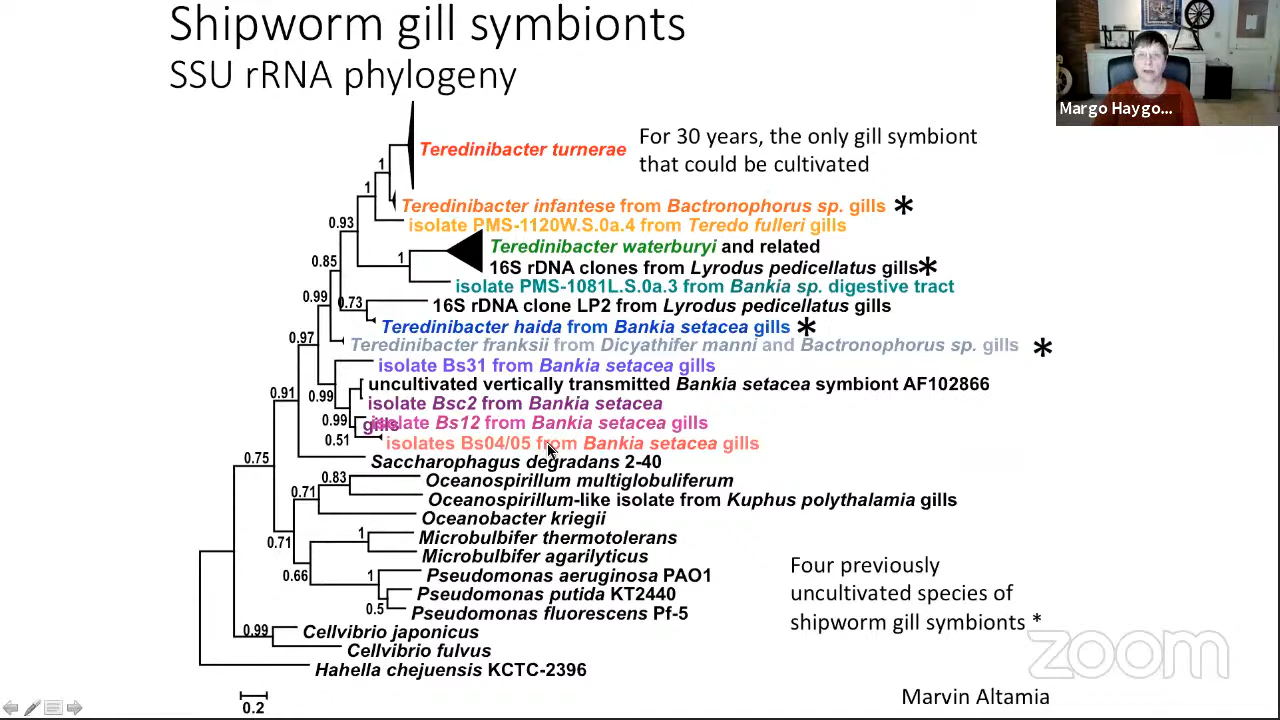 Shipworm gill symbionts
SSU rRNA phylogeny
Margo Haygo...
Teredinibacter turnerae
For 30 years, the only gill symbiont
that could be cultivated
1
1
Teredinibacter infantese from Bactronophorus sp. gills *
isolate PMS-1120W.S.0a.4 from Teredo fulleri gills
0.93
Teredinibacter waterburyi and related
1
16S rDNA clones from Lyrodus pedicellatus gills *
0.85
isolate PMS-1081L.S.0a.3 from Bankia sp. digestive tract
0.99
0.73
16S rDNA clone LP2 from Lyrodus pedicellatus gills
Teredinibacter haida from Bankia setacea gills *
0.97
Teredinibacter franksii from Dicyathifer manni and Bactronophorus sp. gills *
isolate Bs31 from Bankia setacea gills
uncultivated vertically transmitted Bankia setacea symbiont AF102866
0.91
0.99
isolate Bsc2 from Bankia setacea
gills
0.99
isolate Bs12 from Bankia setacea gills
0.51
isolates Bs04/05 from Bankia setacea gills
0.75
Saccharophagus degradans 2-40
0.83
Oceanospirillum multiglobuliferum
0.71
Oceanospirillum-like isolate from Kuphus polythalamia gills
Oceanobacter kriegii
0.71
1
Microbulbifer thermotolerans
Microbulbifer agarilyticus
0.66
1
Pseudomonas aeruginosa PAO1
Pseudomonas putida KT2440
0.5
Pseudomonas fluorescens Pf-5
Four previously
uncultivated species of
shipworm gill symbionts *
0.99
Cellvibrio japonicus
Cellvibrio fulvus
Hahella chejuensis KCTC-2396
zoom
0.2
Marvin Altamia